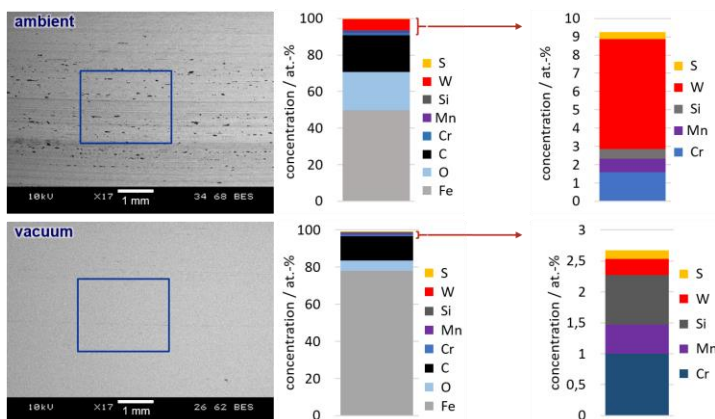 ambient
10kV X17 1 mm 34 68 BES
concentration / at.-%
100
80
60
40
20
0
S
W
Si
Mn
Cr
C
O
Fe
concentration / at.-%
10
9
8
7
6
5
4
3
2
1
0
S
W
Si
Mn
Cr
vacuum
10kV X17 1 mm 26 62 BES
concentration / at.-%
100
80
60
40
20
0
S
W
Si
Mn
Cr
C
O
Fe
concentration / at.-%
3
2,5
2
1,5
1
0,5
0
S
W
Si
Mn
Cr